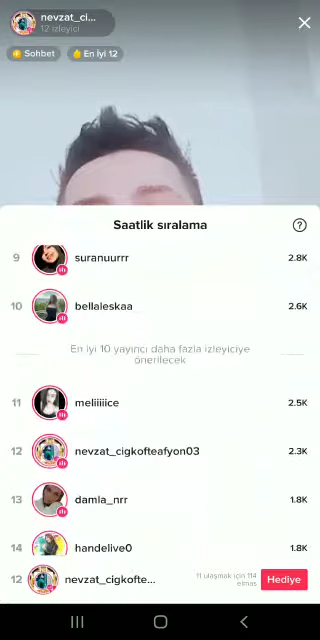 nevzat_ci...
12 izleyici
Sohbet
En iyi 12
Saatlik sıralama
9 suranuurrr 2.8K
10 bellaleskaa 2.6K
En iyi 10 yayıncı daha fazla izleyiciye
önerilecek
11 meliiiiice 2.5K
12 nevzat_cigkofteafyon03 2.3K
13 damla_nrr 1.8K
14 handelive0 1.8K
12 nevzat_cigkofte... 11 ulaşmak için 114
elmas Hediye